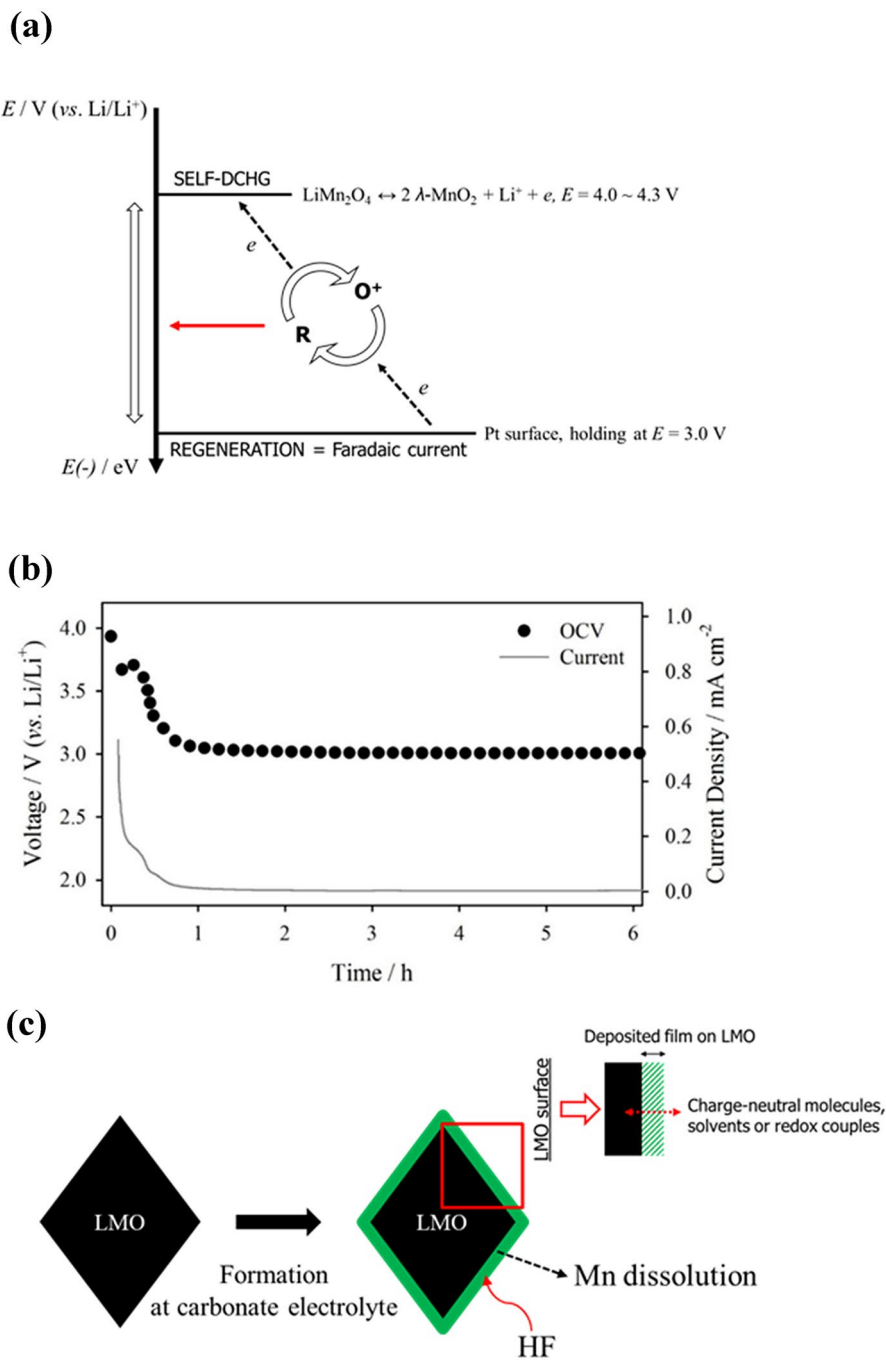 (a)
E / V (vs. Li/Li⁺)
SELF-DCHG
LiMn₂O₄ ↔ 2 λ-MnO₂ + Li⁺ + e, E = 4.0 ~ 4.3 V
e
O⁺
R
e
Pt surface, holding at E = 3.0 V
REGENERATION = Faradaic current
E(-) / eV
(b)
Voltage / V (vs. Li/Li⁺)
4.0
3.5
3.0
2.5
2.0
OCV
Current
1.0
0.8
0.6
0.4
0.2
0.0
Current Density / mA cm⁻²
0 1 2 3 4 5 6
Time / h
(c)
Deposited film on LMO
LMO surface
Charge-neutral molecules,
solvents or redox couples
LMO
Formation
at carbonate electrolyte
LMO
Mn dissolution
HF